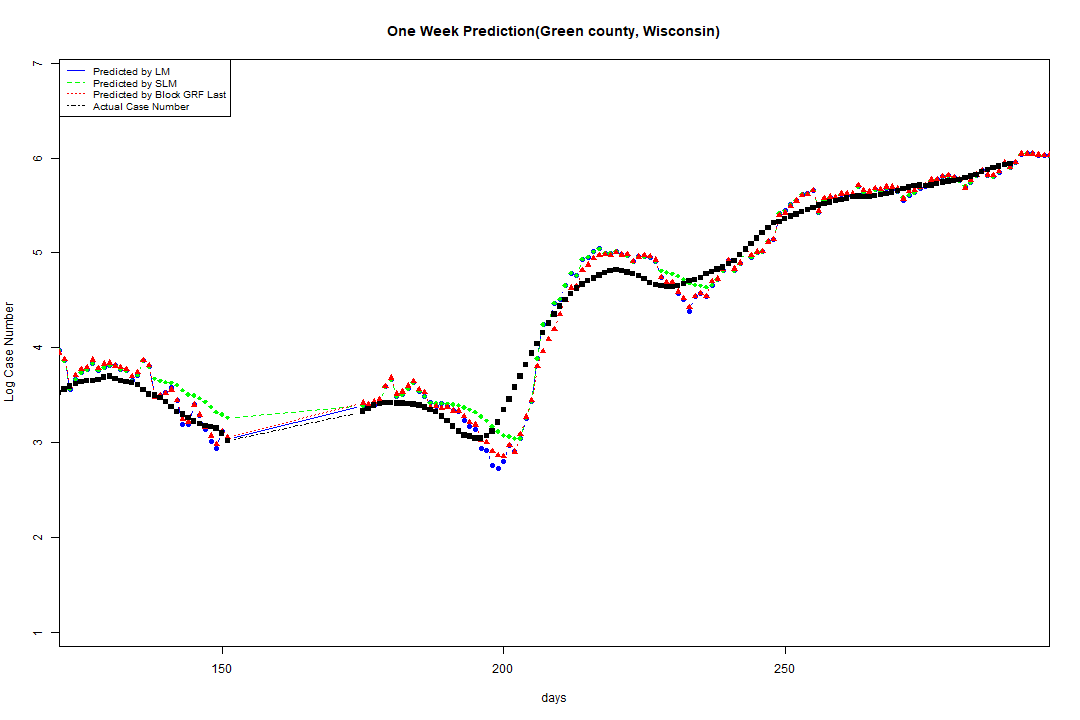 One Week Prediction(Green county, Wisconsin)
Predicted by LM
Predicted by SLM
Predicted by Block GRF Last
Actual Case Number
Log Case Number
7
6
5
4
3
2
1
150
200
250
days